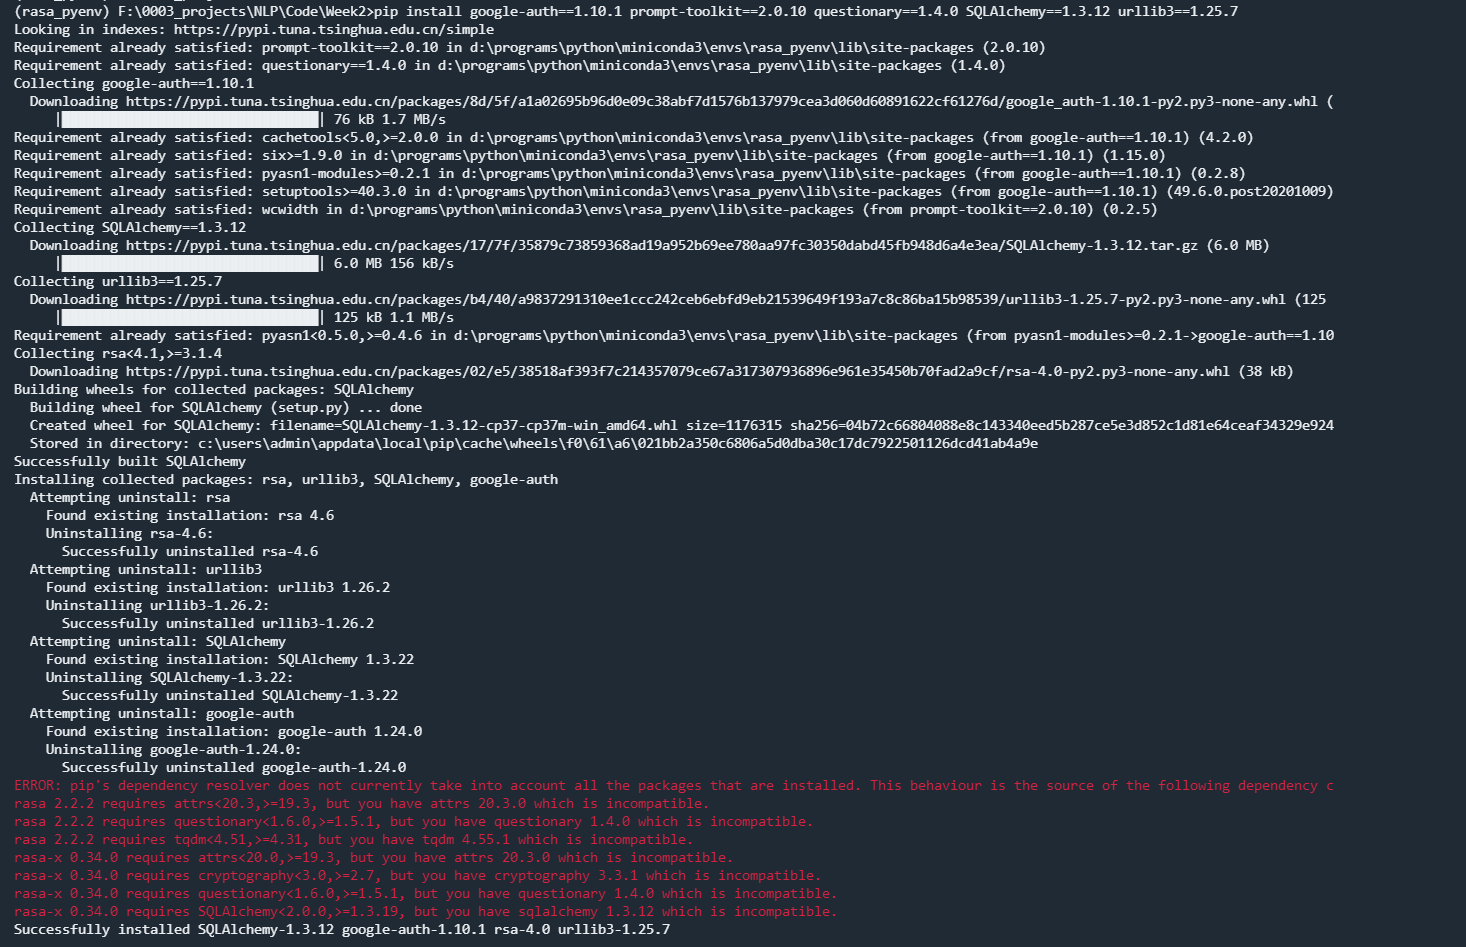 (rasa_pyenv) F:\0003_projects\NLP\Code\Week2>pip install google-auth==1.10.1 prompt-toolkit==2.0.10 questionary==1.4.0 SQLAlchemy==1.3.12 urllib3==1.25.7
Looking in indexes: https://pypi.tuna.tsinghua.edu.cn/simple
Requirement already satisfied: prompt-toolkit==2.0.10 in d:\programs\python\miniconda3\envs\rasa_pyenv\lib\site-packages (2.0.10)
Requirement already satisfied: questionary==1.4.0 in d:\programs\python\miniconda3\envs\rasa_pyenv\lib\site-packages (1.4.0)
Collecting google-auth==1.10.1
Downloading https://pypi.tuna.tsinghua.edu.cn/packages/8d/5f/a1a02695b96d0e09c38abf7d1576b137979cea3d060d60891622cf61276d/google_auth-1.10.1-py2.py3-none-any.whl (
| | 76 kB 1.7 MB/s
Requirement already satisfied: cachetools<5.0,>=2.0.0 in d:\programs\python\miniconda3\envs\rasa_pyenv\lib\site-packages (from google-auth==1.10.1) (4.2.0)
Requirement already satisfied: six>=1.9.0 in d:\programs\python\miniconda3\envs\rasa_pyenv\lib\site-packages (from google-auth==1.10.1) (1.15.0)
Requirement already satisfied: pyasn1-modules>=0.2.1 in d:\programs\python\miniconda3\envs\rasa_pyenv\lib\site-packages (from google-auth==1.10.1) (0.2.8)
Requirement already satisfied: setuptools>=40.3.0 in d:\programs\python\miniconda3\envs\rasa_pyenv\lib\site-packages (from google-auth==1.10.1) (49.6.0.post20201009)
Requirement already satisfied: wcwidth in d:\programs\python\miniconda3\envs\rasa_pyenv\lib\site-packages (from prompt-toolkit==2.0.10) (0.2.5)
Collecting SQLAlchemy==1.3.12
Downloading https://pypi.tuna.tsinghua.edu.cn/packages/17/7f/35879c73859368ad19a952b69ee780aa97fc30350dabd45fb948d6a4e3ea/SQLAlchemy-1.3.12.tar.gz (6.0 MB)
| | 6.0 MB 156 kB/s
Collecting urllib3==1.25.7
Downloading https://pypi.tuna.tsinghua.edu.cn/packages/b4/40/a9837291310ee1ccc242ceb6ebfd9eb21539649f193a7c8c86ba15b98539/urllib3-1.25.7-py2.py3-none-any.whl (125
| | 125 kB 1.1 MB/s
Requirement already satisfied: pyasn1<0.5.0,>=0.4.6 in d:\programs\python\miniconda3\envs\rasa_pyenv\lib\site-packages (from pyasn1-modules>=0.2.1->google-auth==1.10
Collecting rsa<4.1,>=3.1.4
Downloading https://pypi.tuna.tsinghua.edu.cn/packages/02/e5/38518af393f7c214357079ce67a317307936896e961e35450b70fad2a9cf/rsa-4.0-py2.py3-none-any.whl (38 kB)
Building wheels for collected packages: SQLAlchemy
Building wheel for SQLAlchemy (setup.py) ... done
Created wheel for SQLAlchemy: filename=SQLAlchemy-1.3.12-cp37-cp37m-win_amd64.whl size=1176315 sha256=04b72c66804088e8c143340eed5b287ce5e3d852c1d81e64ceaf34329e924
Stored in directory: c:\users\admin\appdata\local\pip\cache\wheels\f0\61\a6\021bb2a350c6806a5d0dba30c17dc7922501126dcd41ab4a9e
Successfully built SQLAlchemy
Installing collected packages: rsa, urllib3, SQLAlchemy, google-auth
Attempting uninstall: rsa
Found existing installation: rsa 4.6
Uninstalling rsa-4.6:
Successfully uninstalled rsa-4.6
Attempting uninstall: urllib3
Found existing installation: urllib3 1.26.2
Uninstalling urllib3-1.26.2:
Successfully uninstalled urllib3-1.26.2
Attempting uninstall: SQLAlchemy
Found existing installation: SQLAlchemy 1.3.22
Uninstalling SQLAlchemy-1.3.22:
Successfully uninstalled SQLAlchemy-1.3.22
Attempting uninstall: google-auth
Found existing installation: google-auth 1.24.0
Uninstalling google-auth-1.24.0:
Successfully uninstalled google-auth-1.24.0
ERROR: pip's dependency resolver does not currently take into account all the packages that are installed. This behaviour is the source of the following dependency c
rasa 2.2.2 requires attrs<20.3,>=19.3, but you have attrs 20.3.0 which is incompatible.
rasa 2.2.2 requires questionary<1.6.0,>=1.5.1, but you have questionary 1.4.0 which is incompatible.
rasa 2.2.2 requires tqdm<4.51,>=4.31, but you have tqdm 4.55.1 which is incompatible.
rasa-x 0.34.0 requires attrs<20.0,>=19.3, but you have attrs 20.3.0 which is incompatible.
rasa-x 0.34.0 requires cryptography<3.0,>=2.7, but you have cryptography 3.3.1 which is incompatible.
rasa-x 0.34.0 requires questionary<1.6.0,>=1.5.1, but you have questionary 1.4.0 which is incompatible.
rasa-x 0.34.0 requires SQLAlchemy<2.0.0,>=1.3.19, but you have sqlalchemy 1.3.12 which is incompatible.
Successfully installed SQLAlchemy-1.3.12 google-auth-1.10.1 rsa-4.0 urllib3-1.25.7